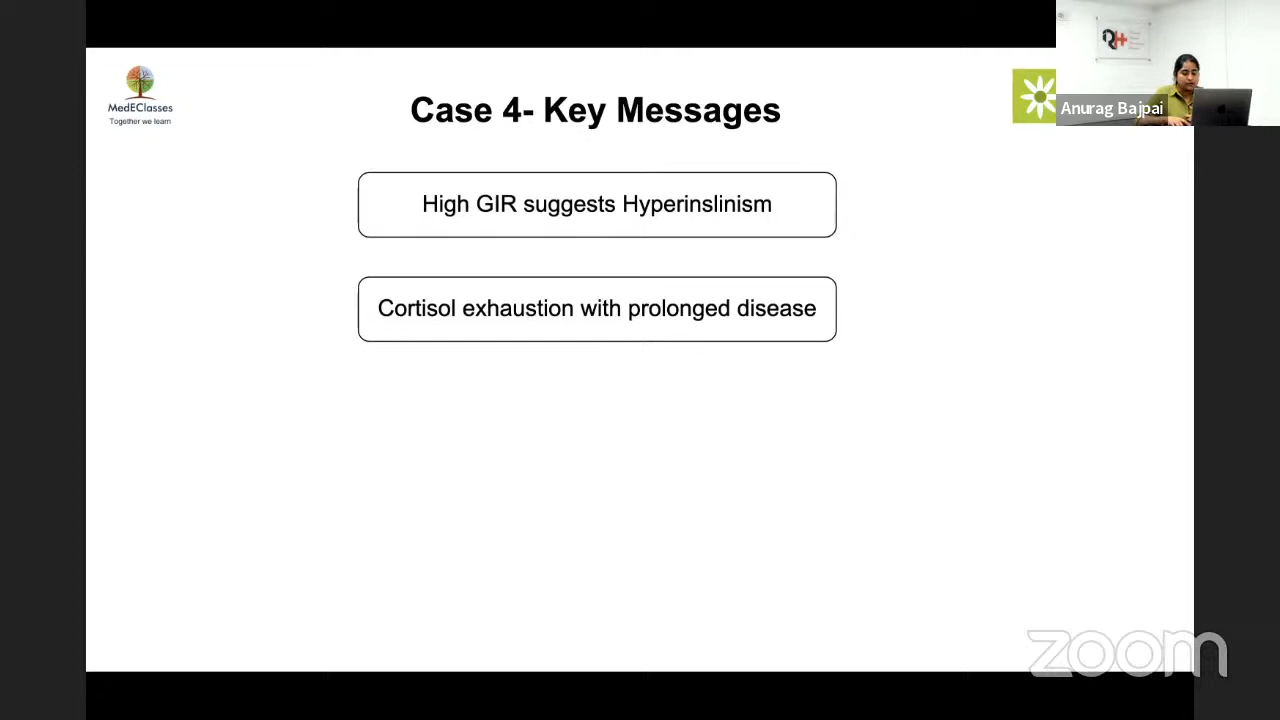 MedEClasses
Together we learn
Case 4- Key Messages
Anurag Bajpai
High GIR suggests Hyperinslinism
Cortisol exhaustion with prolonged disease
zoom